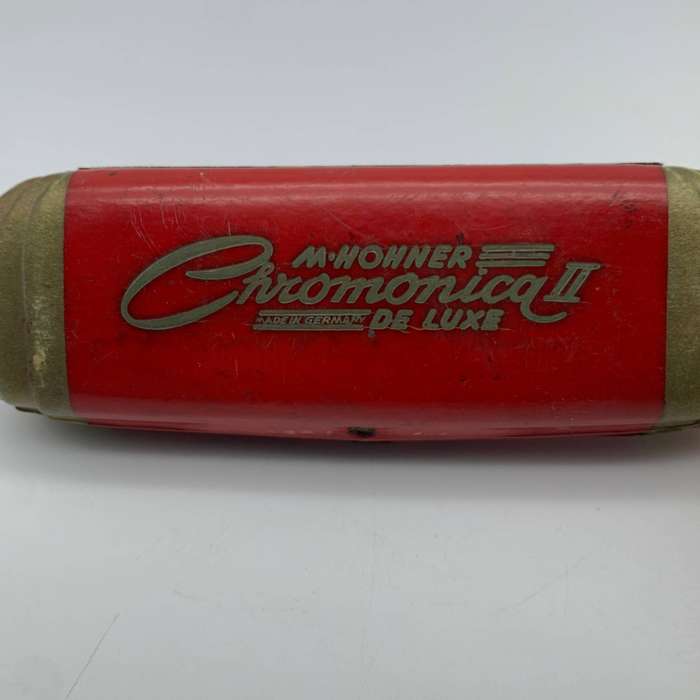 M·HOHNER
Chromonica II
MADE IN GERMANY DE LUXE